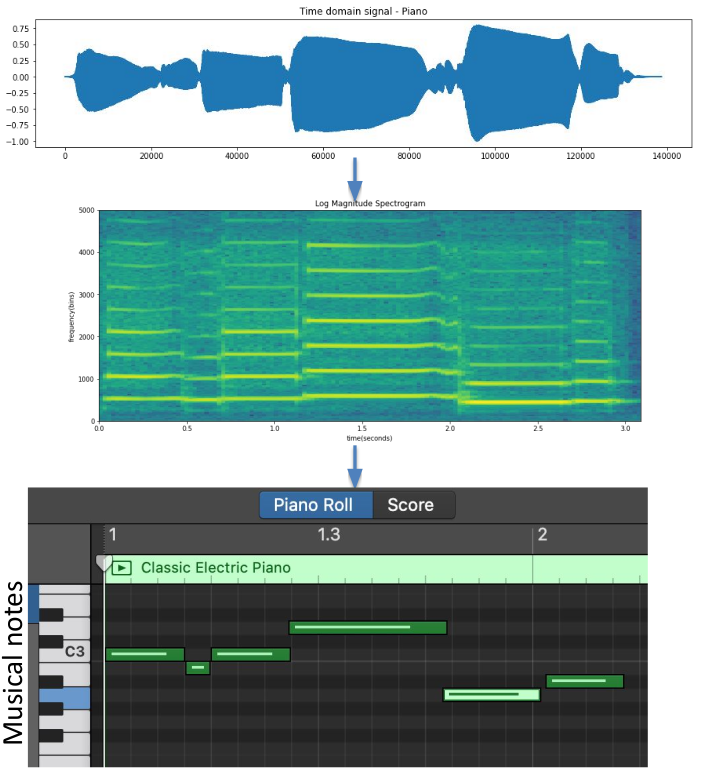 Time domain signal - Piano
0.75
0.50
0.25
0.00
−0.25
−0.50
−0.75
−1.00
0 20000 40000 60000 80000 100000 120000 140000
Log Magnitude Spectrogram
5000
4000
3000
2000
1000
0
frequency(bins)
0.0 0.5 1.0 1.5 2.0 2.5 3.0
time(seconds)
Piano Roll Score
1 1.3 2
Classic Electric Piano
C3
Musical notes